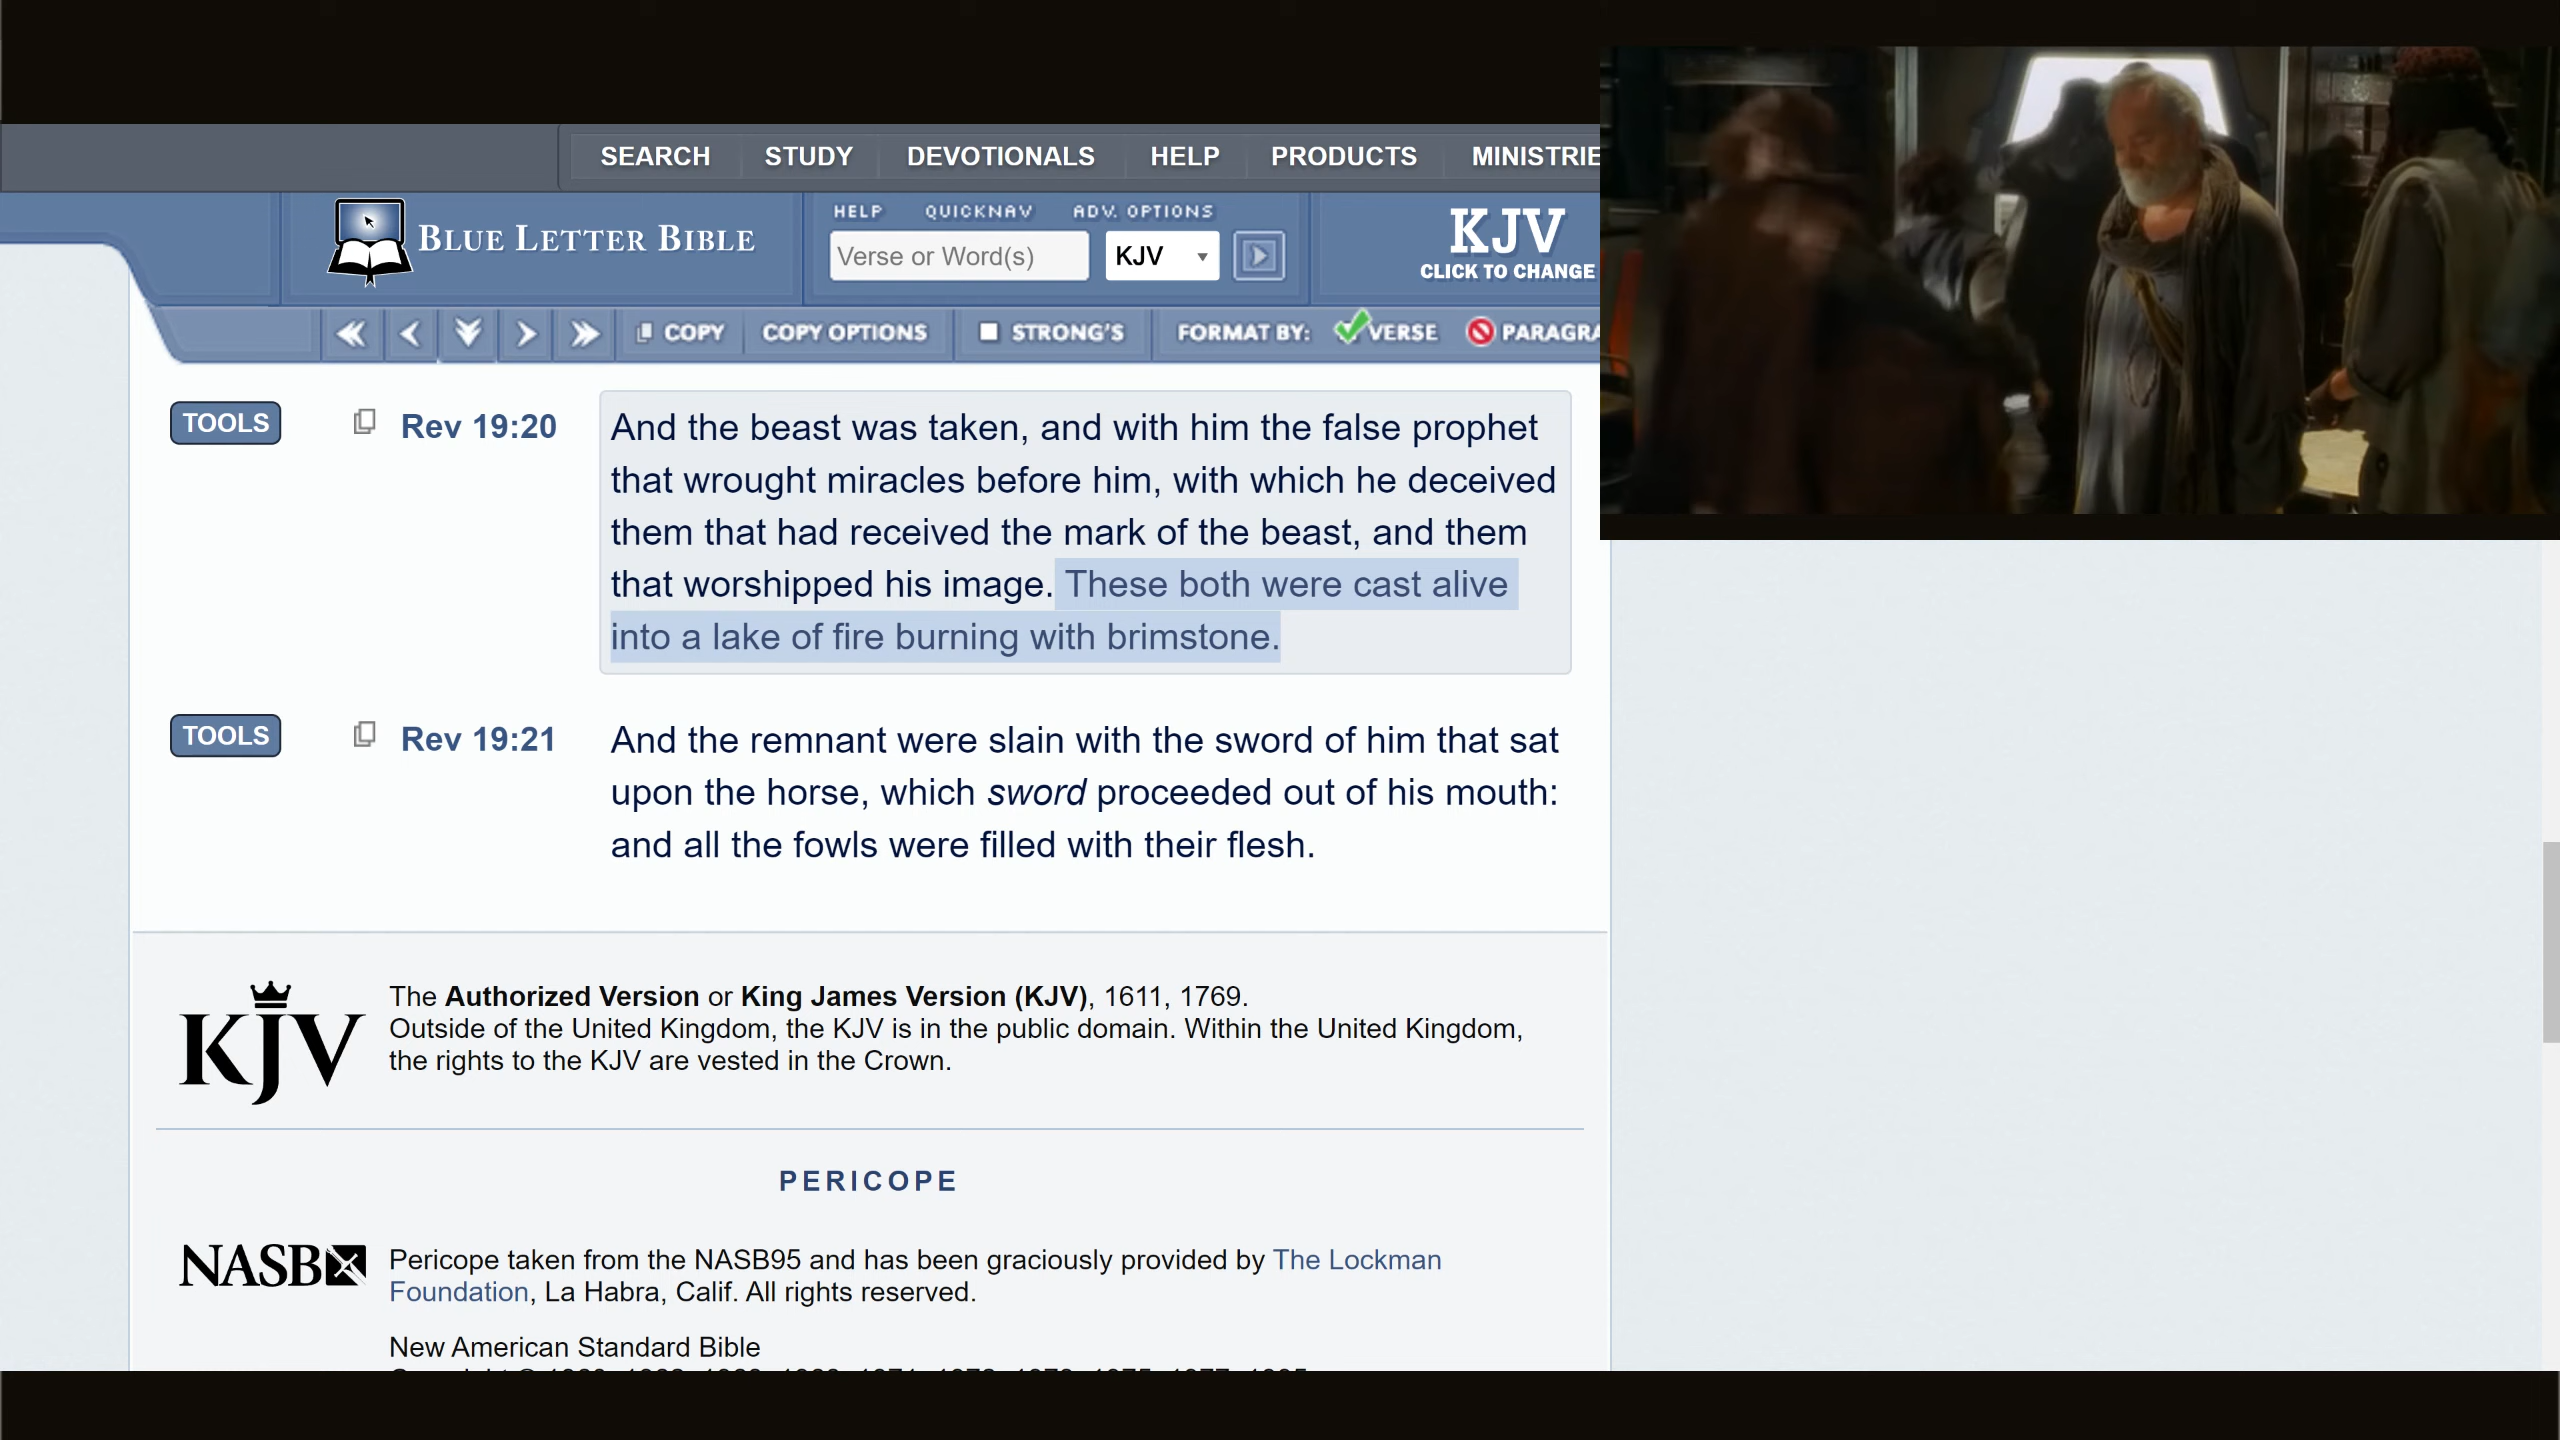 SEARCH STUDY DEVOTIONALS HELP PRODUCTS MINISTRIE
BLUE LETTER BIBLE
HELP QUICKNAV ADV. OPTIONS
Verse or Word(s) KJV
KJV
CLICK TO CHANGE
COPY COPY OPTIONS STRONG'S FORMAT BY: VERSE PARAGRA
TOOLS Rev 19:20 And the beast was taken, and with him the false prophet
that wrought miracles before him, with which he deceived
them that had received the mark of the beast, and them
that worshipped his image. These both were cast alive
into a lake of fire burning with brimstone.
TOOLS Rev 19:21 And the remnant were slain with the sword of him that sat
upon the horse, which sword proceeded out of his mouth:
and all the fowls were filled with their flesh.
KJV
The Authorized Version or King James Version (KJV), 1611, 1769.
Outside of the United Kingdom, the KJV is in the public domain. Within the United Kingdom,
the rights to the KJV are vested in the Crown.
PERICOPE
NASB
Pericope taken from the NASB95 and has been graciously provided by The Lockman
Foundation, La Habra, Calif. All rights reserved.
New American Standard Bible